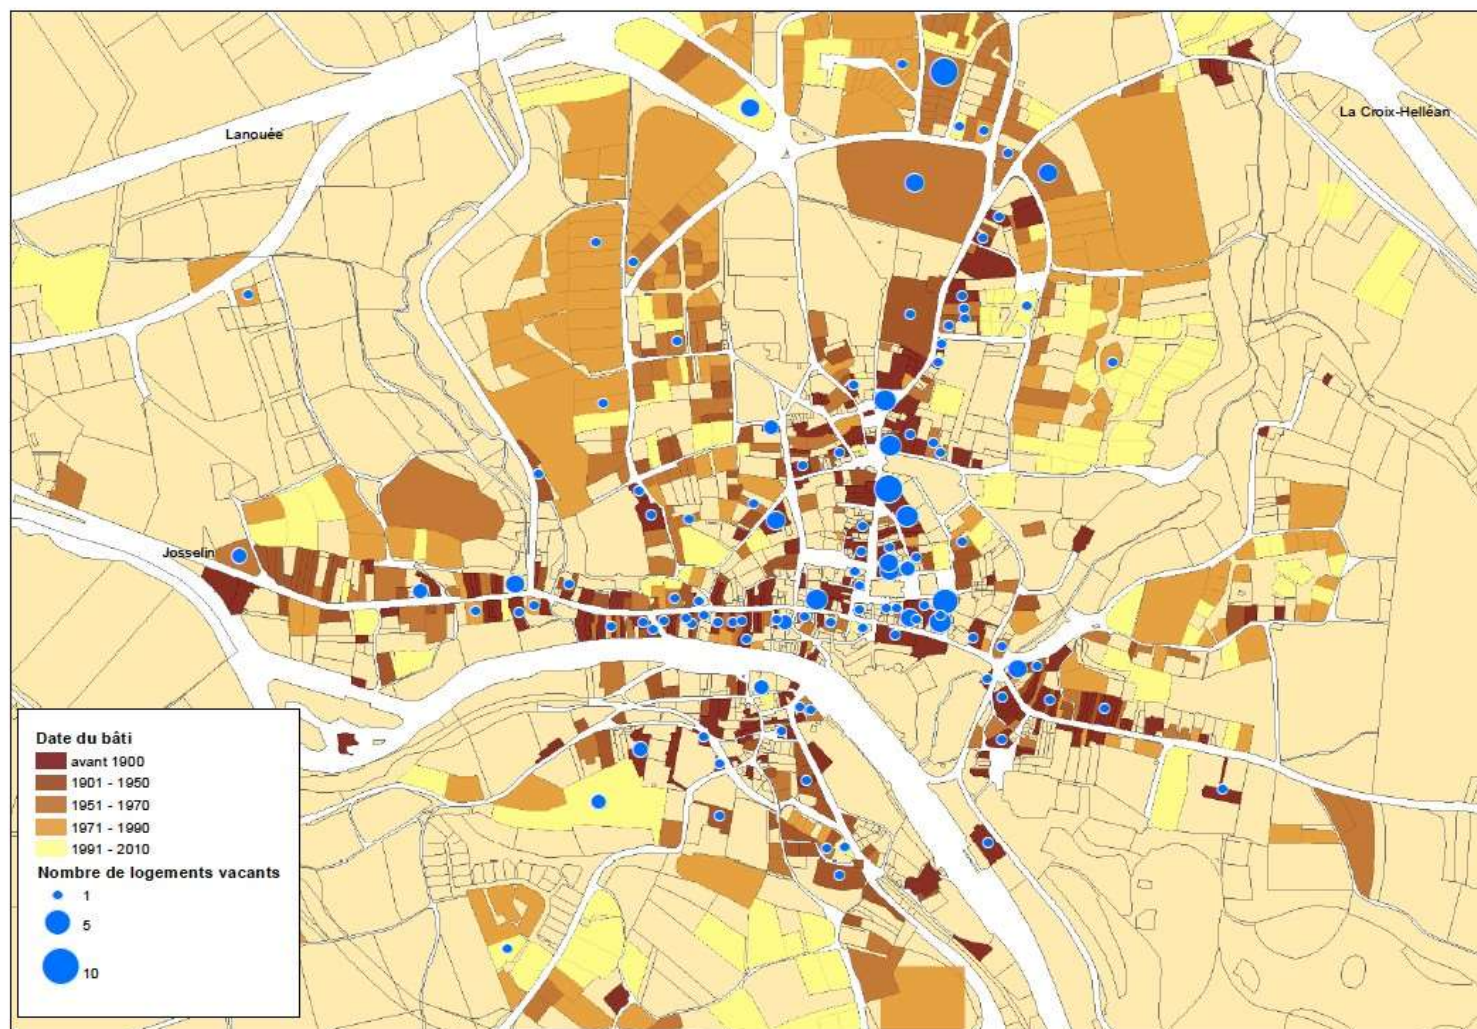 Lanouée
La Croix-Helléan
Josselin
Date du bâti
avant 1900
1901 - 1950
1951 - 1970
1971 - 1990
1991 - 2010
Nombre de logements vacants
1
5
10